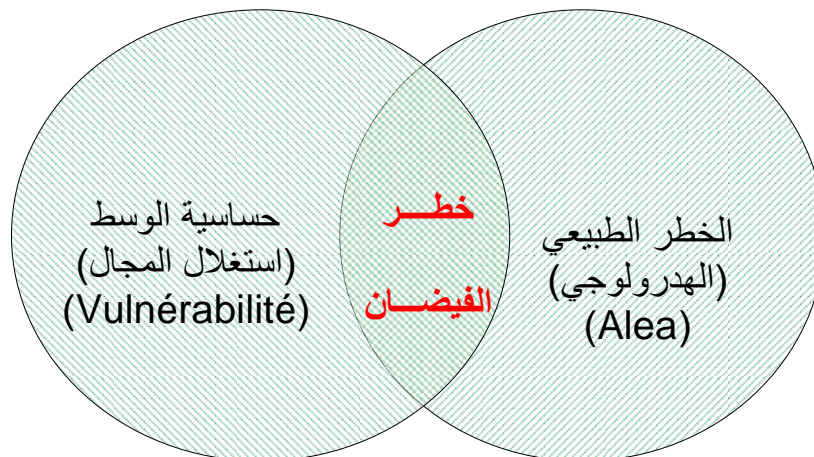 خطـــر
الفيضـــان
الخطر الطبيعي
(الهدرولوجي)
(Alea)
حساسية الوسط
(استغلال المجال)
(Vulnérabilité)